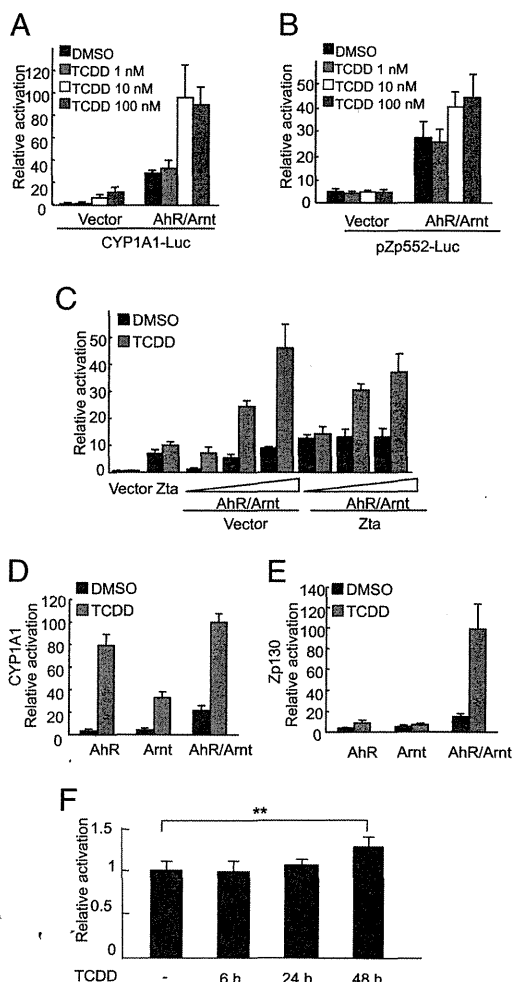 A
Relative activation
120
100
80
60
40
20
0
DMSO
TCDD 1 nM
TCDD 10 nM
TCDD 100 nM
Vector AhR/Arnt
CYP1A1-Luc
B
Relative activation
50
40
30
20
10
0
DMSO
TCDD 1 nM
TCDD 10 nM
TCDD 100 nM
Vector AhR/Arnt
pZp552-Luc
C
Relative activation
50
40
30
20
10
0
DMSO
TCDD
Vector Zta
AhR/Arnt AhR/Arnt
Vector Zta
D
CYP1A1
Relative activation
120
100
80
60
40
20
0
DMSO
TCDD
AhR Arnt AhR/Arnt
E
Zp130
Relative activation
140
120
100
80
60
40
20
0
DMSO
TCDD
AhR Arnt AhR/Arnt
F
Relative activation
1.5
1
0.5
0
**
TCDD - 6 h 24 h 48 h